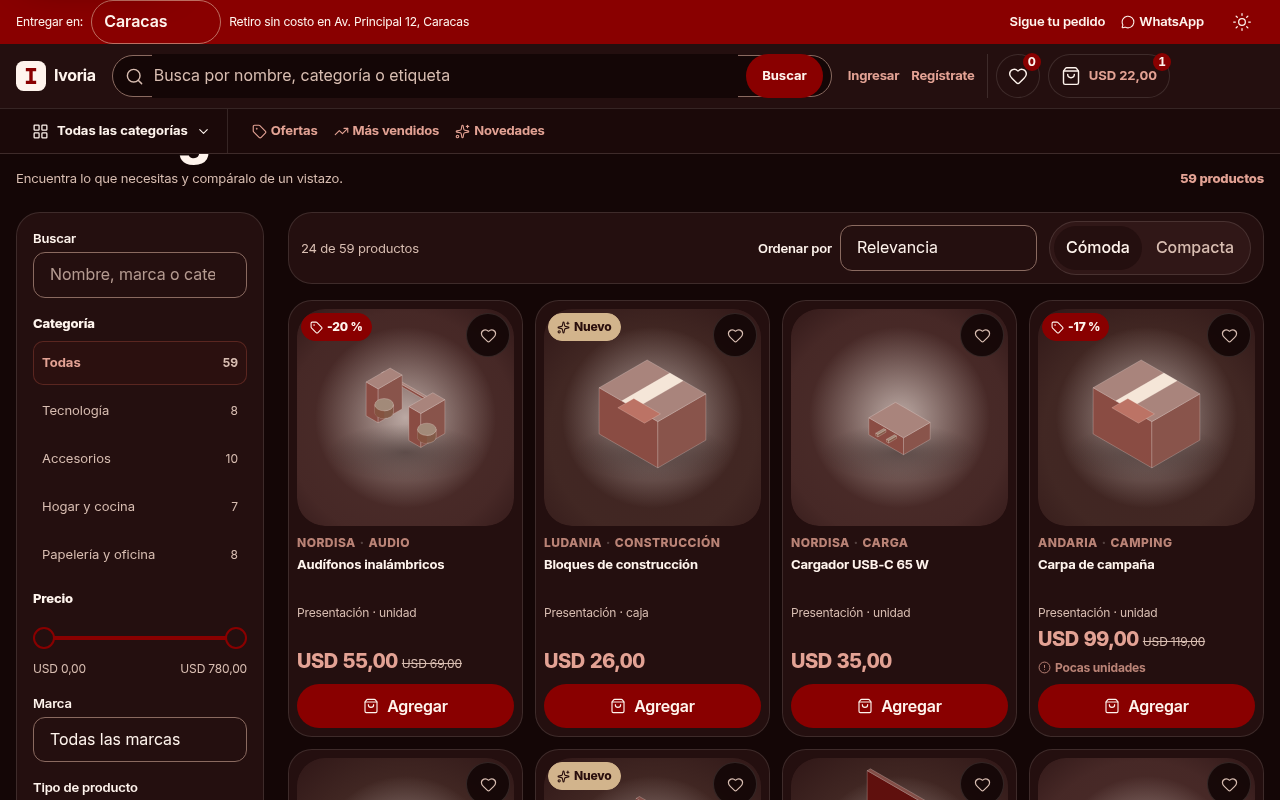 Entregar en: Caracas Retiro sin costo en Av. Principal 12, Caracas Sigue tu pedido WhatsApp
I Ivoria Busca por nombre, categoría o etiqueta Buscar Ingresar Regístrate 0 USD 22,00 1
Todas las categorías Ofertas Más vendidos Novedades
Encuentra lo que necesitas y compáralo de un vistazo. 59 productos
Buscar
Nombre, marca o cate
Categoría
Todas 59
Tecnología 8
Accesorios 10
Hogar y cocina 7
Papelería y oficina 8
Precio
USD 0,00 USD 780,00
Marca
Todas las marcas
Tipo de producto
24 de 59 productos Ordenar por Relevancia Cómoda Compacta
-20 %
NORDISA · AUDIO
Audífonos inalámbricos
Presentación · unidad
USD 55,00 USD 69,00
Agregar
Nuevo
LUDANIA · CONSTRUCCIÓN
Bloques de construcción
Presentación · caja
USD 26,00
Agregar
NORDISA · CARGA
Cargador USB-C 65 W
Presentación · unidad
USD 35,00
Agregar
-17 %
ANDARIA · CAMPING
Carpa de campaña
Presentación · unidad
USD 99,00 USD 119,00
Pocas unidades
Agregar
Nuevo